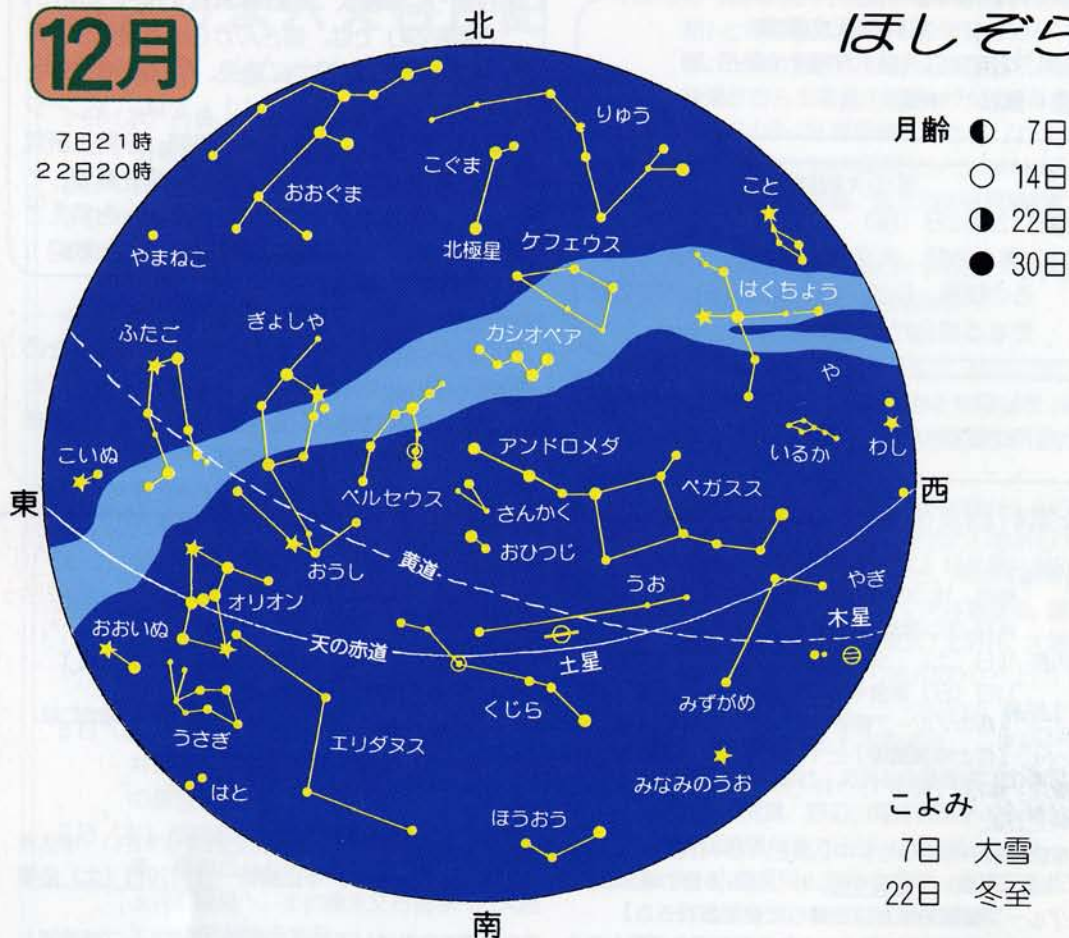 12月
7日21時
22日20時
ほしぞら
月齢 7日
14日
22日
30日
北
りゅう
こぐま
こと
おおぐま
北極星
ケフェウス
やまねこ
はくちょう
ふたご
ぎょしゃ
カシオペア
や
こいぬ
ペルセウス
アンドロメダ
いるか
わし
ペガスス
さんかく
東
西
おうし
黄道
おひつじ
うお
やぎ
オリオン
木星
おおいぬ
天の赤道
土星
くじら
みずがめ
うさぎ
エリダヌス
はと
みなみのうお
ほうおう
南
こよみ
7日 大雪
22日 冬至